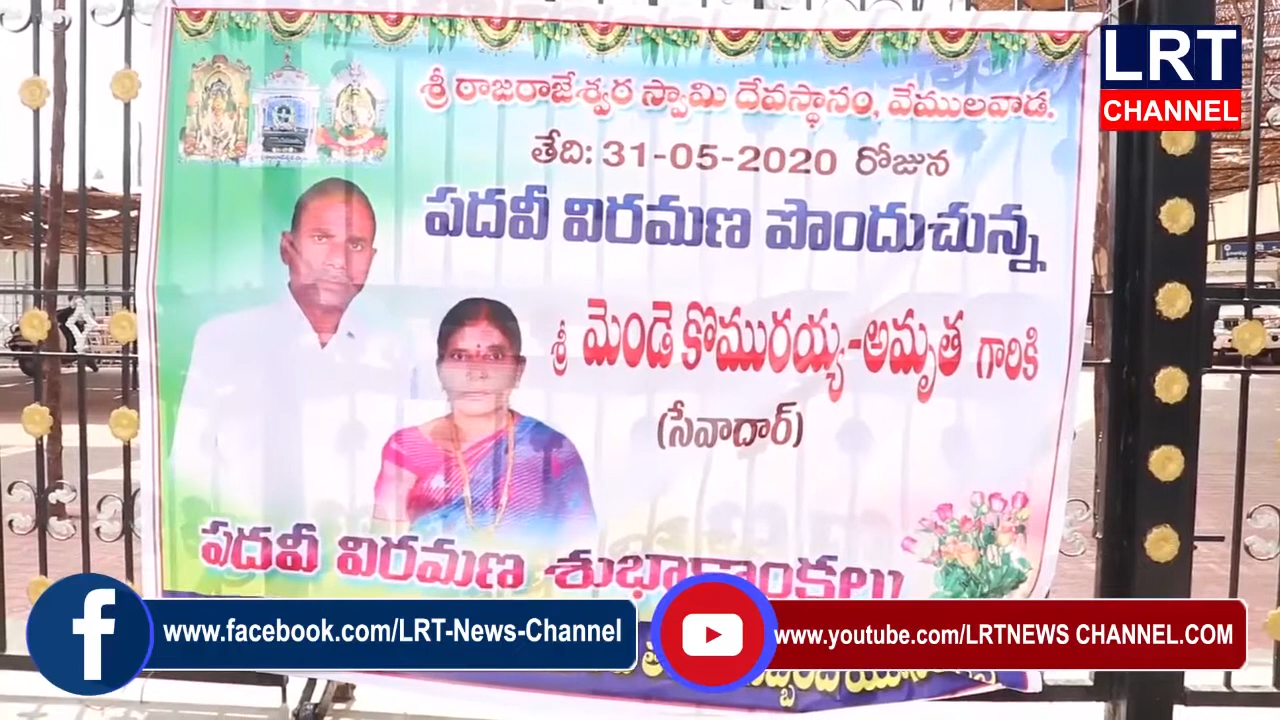 LRT
CHANNEL
శ్రీ రాజరాజేశ్వర స్వామి దేవస్థానం, వేములవాడ.
తేది: 31-05-2020 రోజున
పదవీ విరమణ పొందుచున్న
శ్రీ మెండె కొమురయ్య-అమృత గారికి
(సేవాదార్)
పదవీ విరమణ శుభాకాంక్షలు
www.facebook.com/LRT-News-Channel
www.youtube.com/LRTNEWS CHANNEL.COM